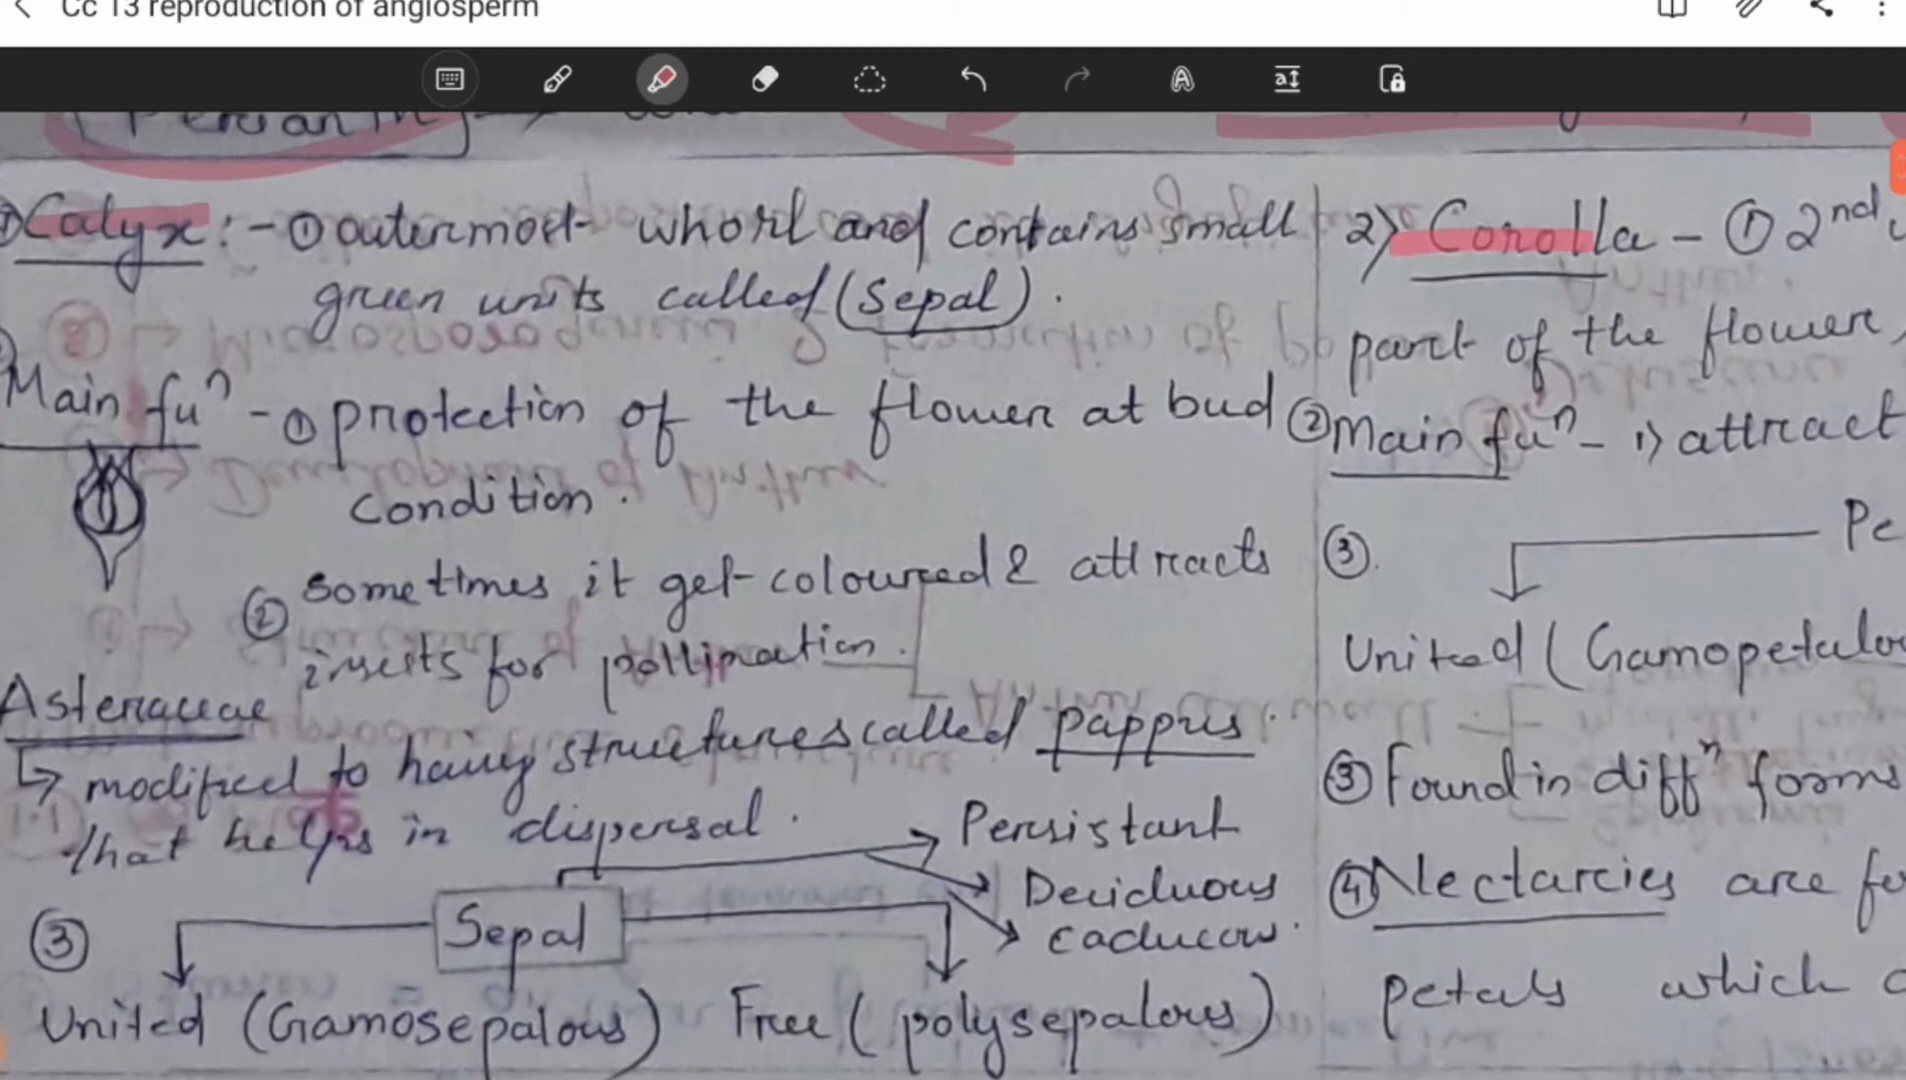 Cc 13 reproduction of angiosperm
① Calyx :- ① outermost whorl and contains small
green units called (Sepal).
Main fuⁿ - ① protection of the flower at bud
condition.
② sometimes it get coloured & attracts
insects for pollination.
Asteraceae
↳ modified to hairy structures called pappus.
that helps in dispersal.
Persistant
Deciduous
caducous.
③ Sepal
United (Gamosepalous) Free (polysepalous)
2) Corolla - ① 2nd
part of the flower,
② Main fuⁿ - 1) attract
③. Pe
United (Gamopetalo
③ Found in diffⁿ forms
④ Nectarcies are fo
petals which